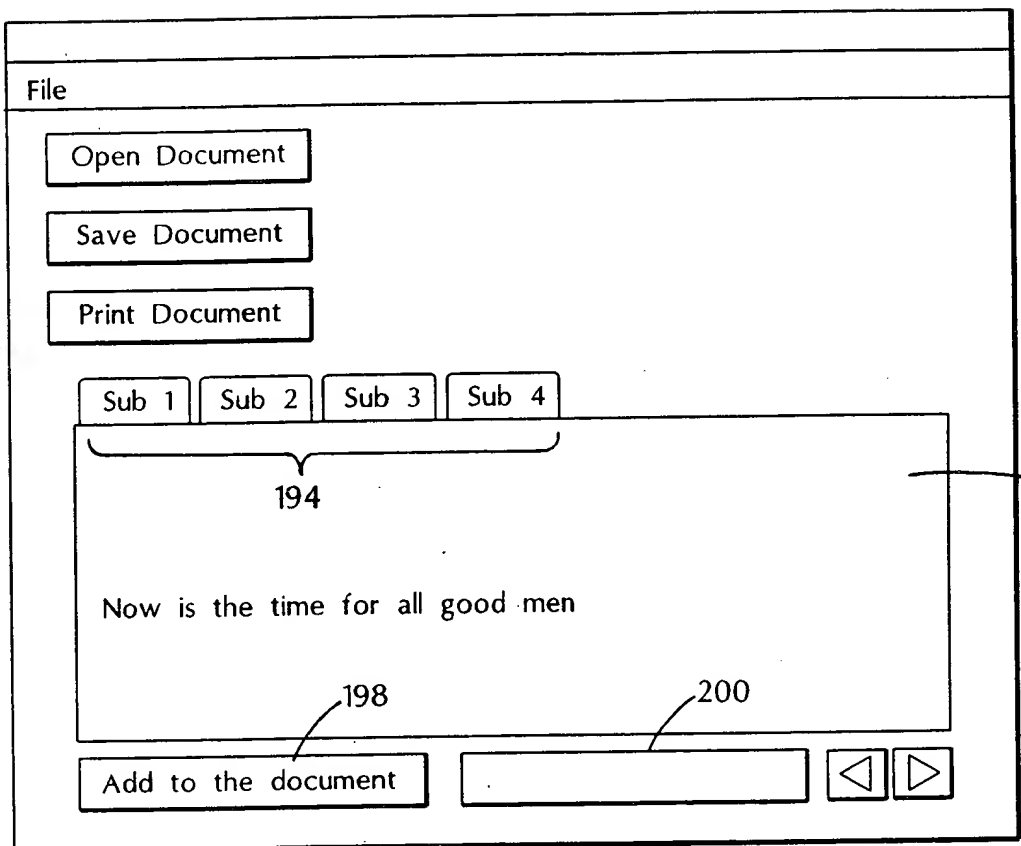 File
Open Document
Save Document
Print Document
Sub 1 Sub 2 Sub 3 Sub 4
194
Now is the time for all good men
198 200
Add to the document